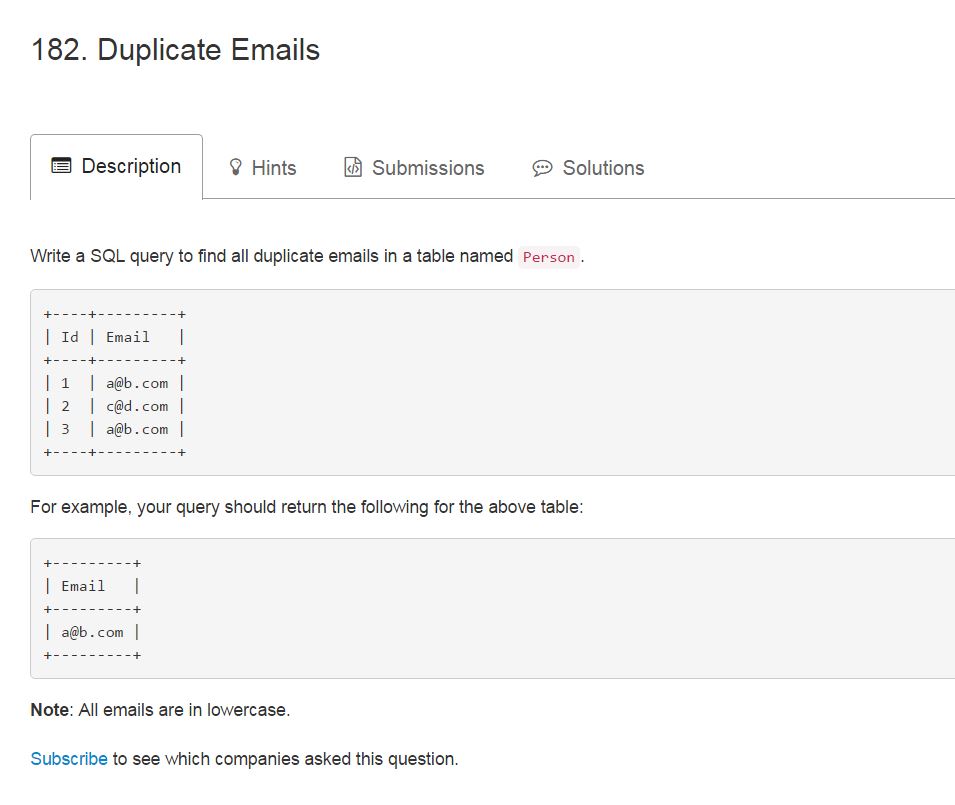 182. Duplicate Emails
Description Hints Submissions Solutions
Write a SQL query to find all duplicate emails in a table named Person.
+----+---------+
| Id | Email   |
+----+---------+
| 1  | a@b.com |
| 2  | c@d.com |
| 3  | a@b.com |
+----+---------+
For example, your query should return the following for the above table:
+---------+
| Email   |
+---------+
| a@b.com |
+---------+
Note: All emails are in lowercase.
Subscribe to see which companies asked this question.